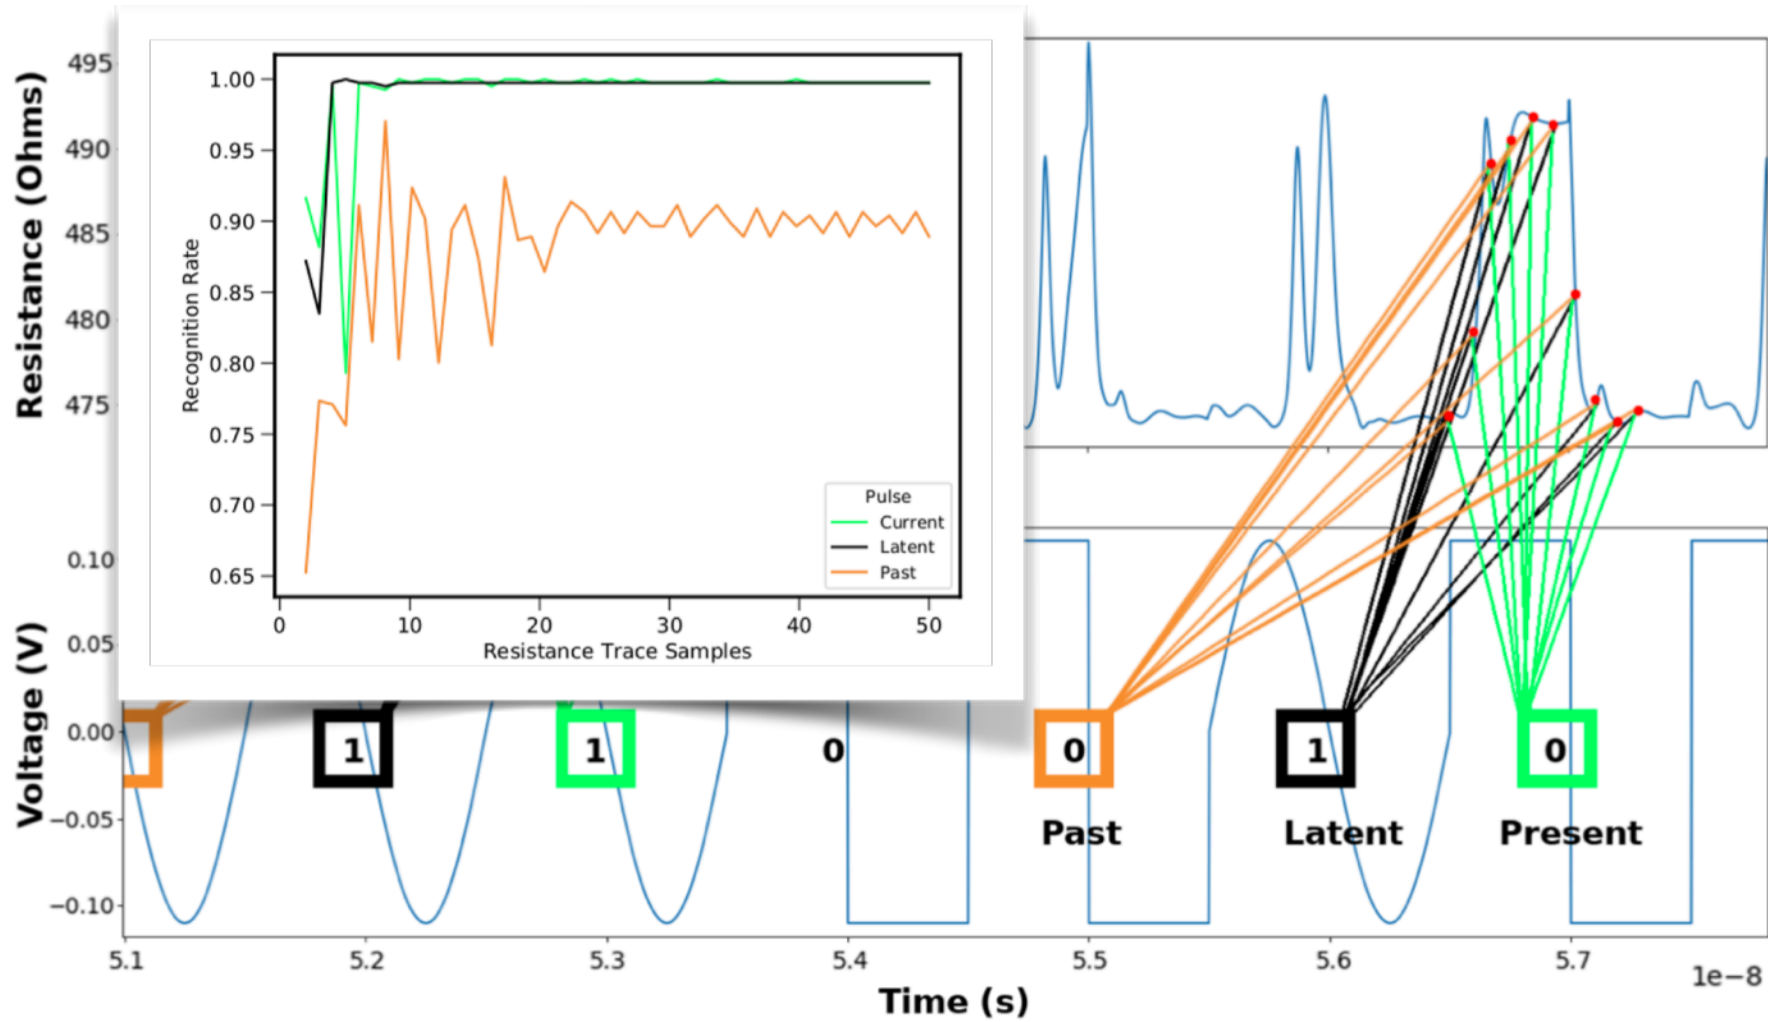 Resistance (Ohms)
495
490
485
480
475
Recognition Rate
1.00
0.95
0.90
0.85
0.80
0.75
0.70
0.65
Pulse
Current
Latent
Past
0 10 20 30 40 50
Resistance Trace Samples
Voltage (V)
0.10
0.05
0.00
−0.05
−0.10
1 1 0 0 1 0
Past Latent Present
5.1 5.2 5.3 5.4 5.5 5.6 5.7
1e−8
Time (s)